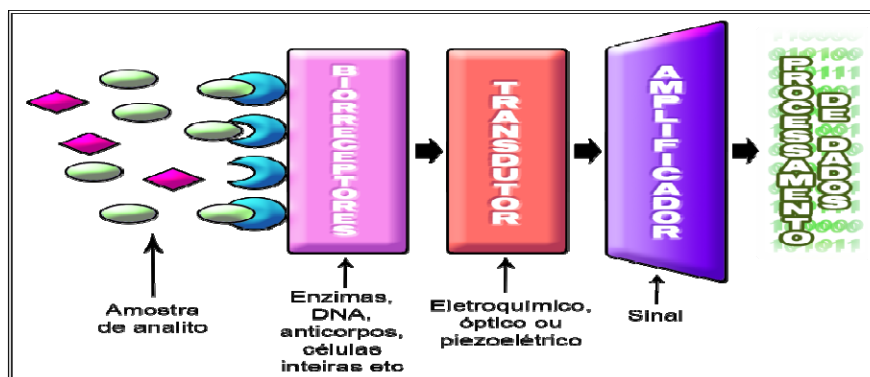 BIORRECEPTORES
TRANSDUTOR
AMPLIFICADOR
PROCESSAMENTO
DE DADOS
Amostra
de analito
Enzimas,
DNA,
anticorpos,
células
inteiras etc
Eletroquímico,
óptico ou
piezoelétrico
Sinal